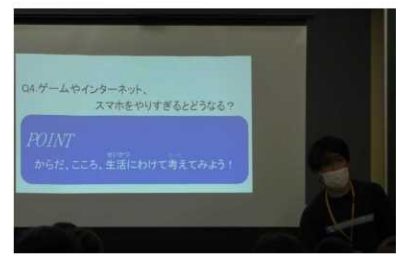 Q4.ゲームやインターネット、
スマホをやりすぎるとどうなる？
POINT
からだ、こころ、生活にわけて考えてみよう！